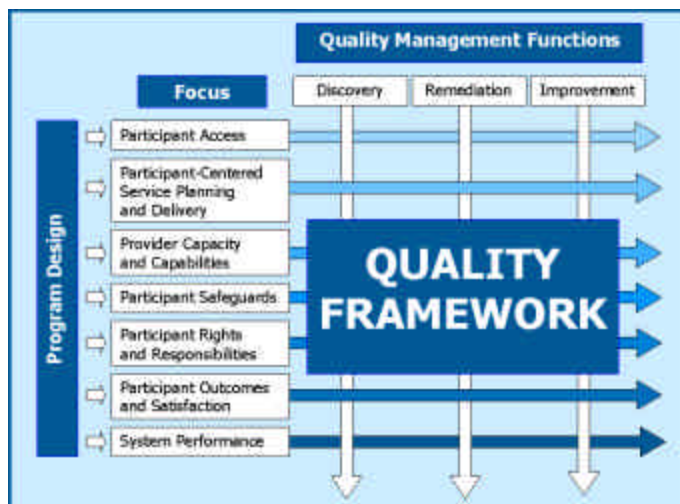 Quality Management Functions
Focus
Discovery
Remediation
Improvement
Program Design
Participant Access
Participant-Centered
Service Planning
and Delivery
Provider Capacity
and Capabilities
Participant Safeguards
Participant Rights
and Responsibilities
Participant Outcomes
and Satisfaction
System Performance
QUALITY
FRAMEWORK